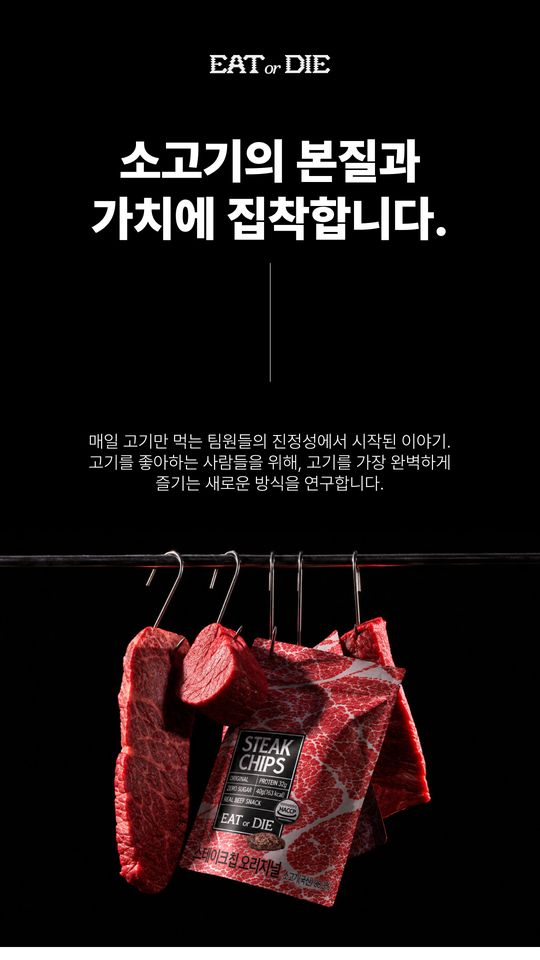 EAT or DIE
소고기의 본질과
가치에 집착합니다.
매일 고기만 먹는 팀원들의 진정성에서 시작된 이야기.
고기를 좋아하는 사람들을 위해, 고기를 가장 완벽하게
즐기는 새로운 방식을 연구합니다.
STEAK
CHIPS
ORIGINAL PROTEIN 32g
ZERO SUGAR 40g(163 kcal)
REAL BEEF SNACK
HACCP
EAT or DIE
스테이크칩 오리지널